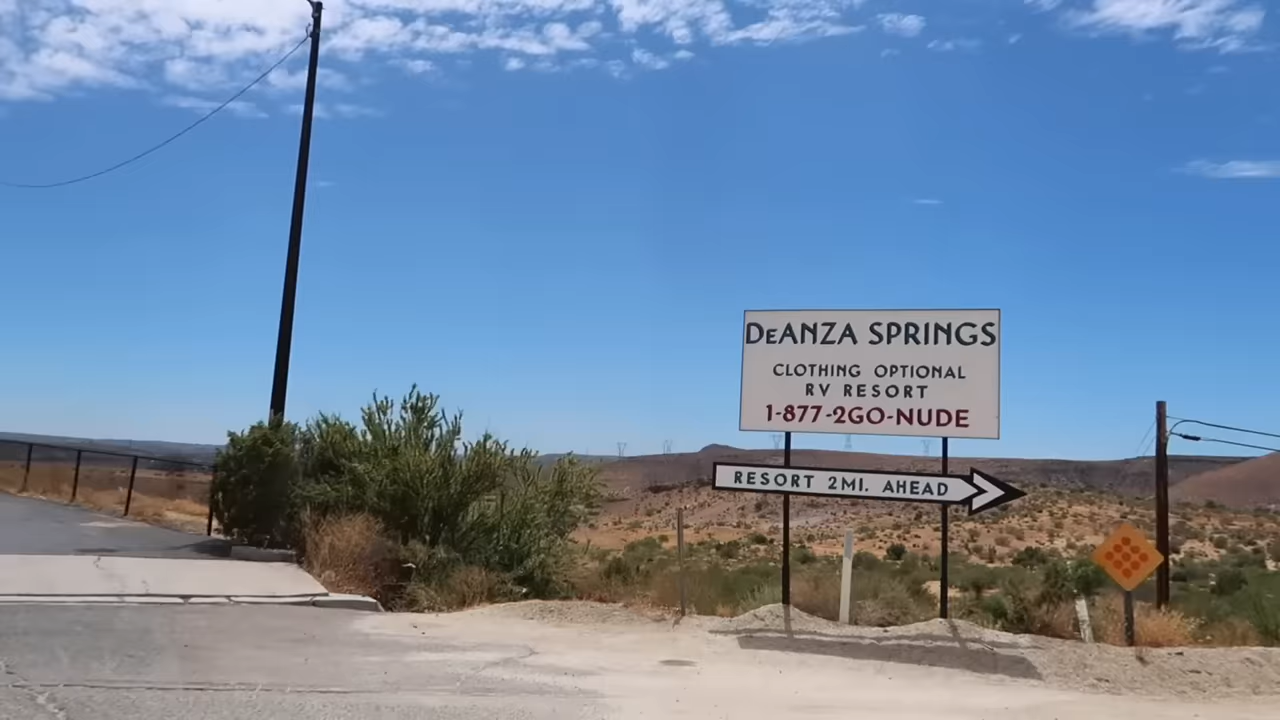 DeANZA SPRINGS
CLOTHING OPTIONAL
RV RESORT
1-877-2GO-NUDE
RESORT 2MI. AHEAD